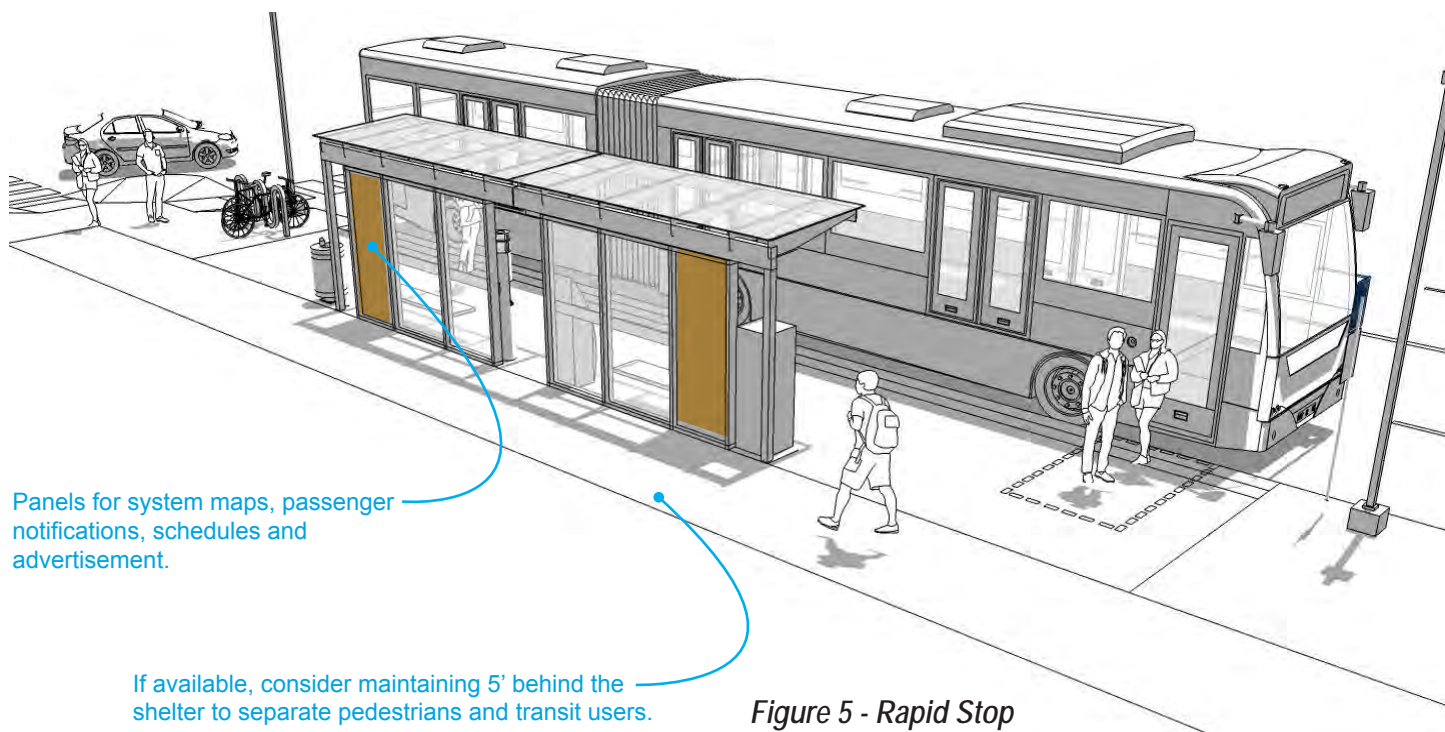 Panels for system maps, passenger
notifications, schedules and
advertisement.
If available, consider maintaining 5’ behind the
shelter to separate pedestrians and transit users.
Figure 5 - Rapid Stop